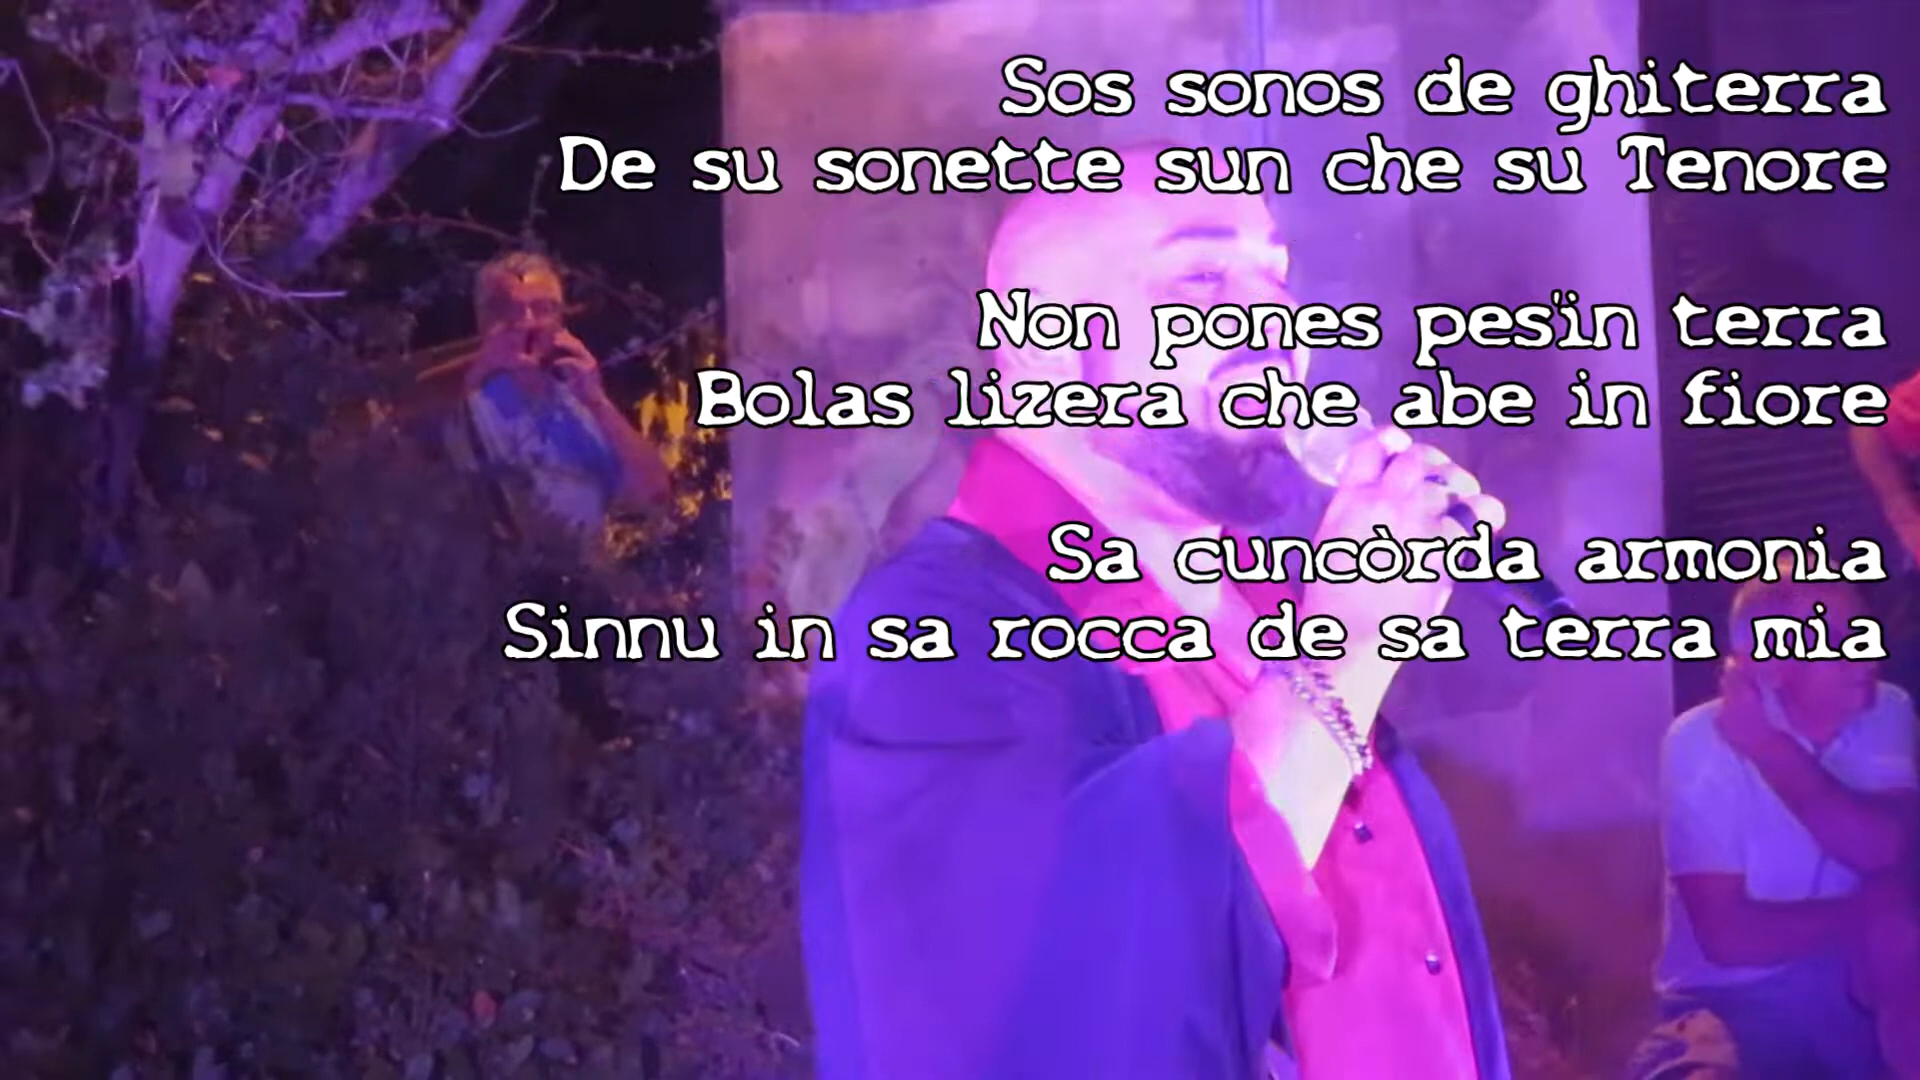 Sos sonos de ghiterra
De su sonette sun che su Tenore
Non pones pes'in terra
Bolas lizera che abe in fiore
Sa cuncòrda armonia
Sinnu in sa rocca de sa terra mia